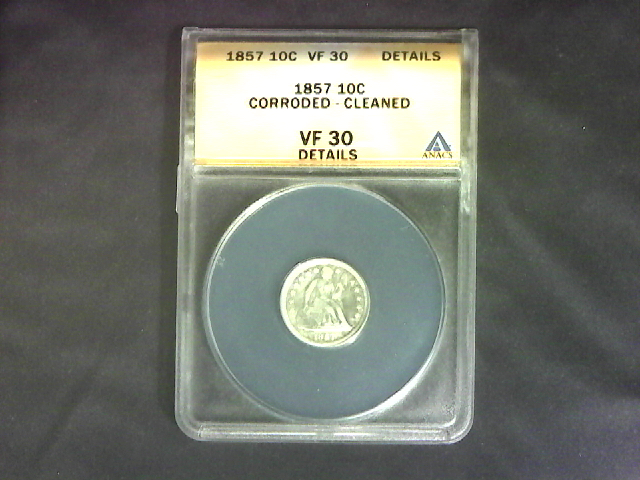 1857 10C VF 30 DETAILS
1857 10C
CORRODED - CLEANED
VF 30
DETAILS
ANACS